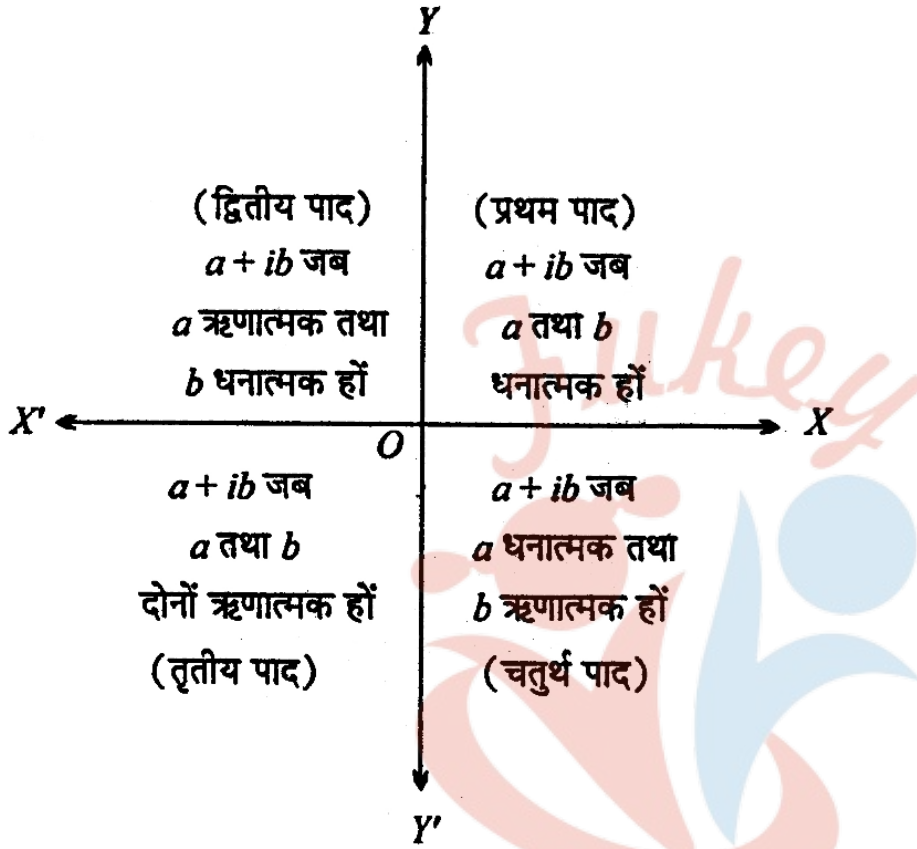 Y
(द्वितीय पाद)
a + ib जब
a ऋणात्मक तथा
b धनात्मक हों
(प्रथम पाद)
a + ib जब
a तथा b
धनात्मक हों
X'
O
X
a + ib जब
a तथा b
दोनों ऋणात्मक हों
(तृतीय पाद)
a + ib जब
a धनात्मक तथा
b ऋणात्मक हों
(चतुर्थ पाद)
Y'
Jukey